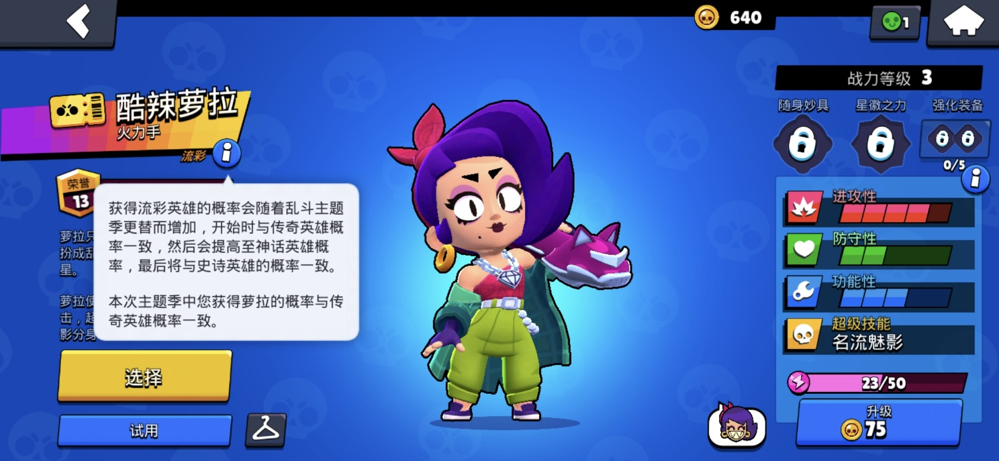 640
1
酷辣萝拉
火力手
流彩
荣誉
13
获得流彩英雄的概率会随着乱斗主题
季更替而增加，开始时与传奇英雄概
率一致，然后会提高至神话英雄概
率，最后将与史诗英雄的概率一致。
本次主题季中您获得萝拉的概率与传
奇英雄概率一致。
萝拉只
扮成乱
星。
萝拉使
击，起
影分身
选择
试用
战力等级 3
随身妙具
星徽之力
强化装备
0/5
进攻性
防守性
功能性
超级技能
名流魅影
23/50
升级
75